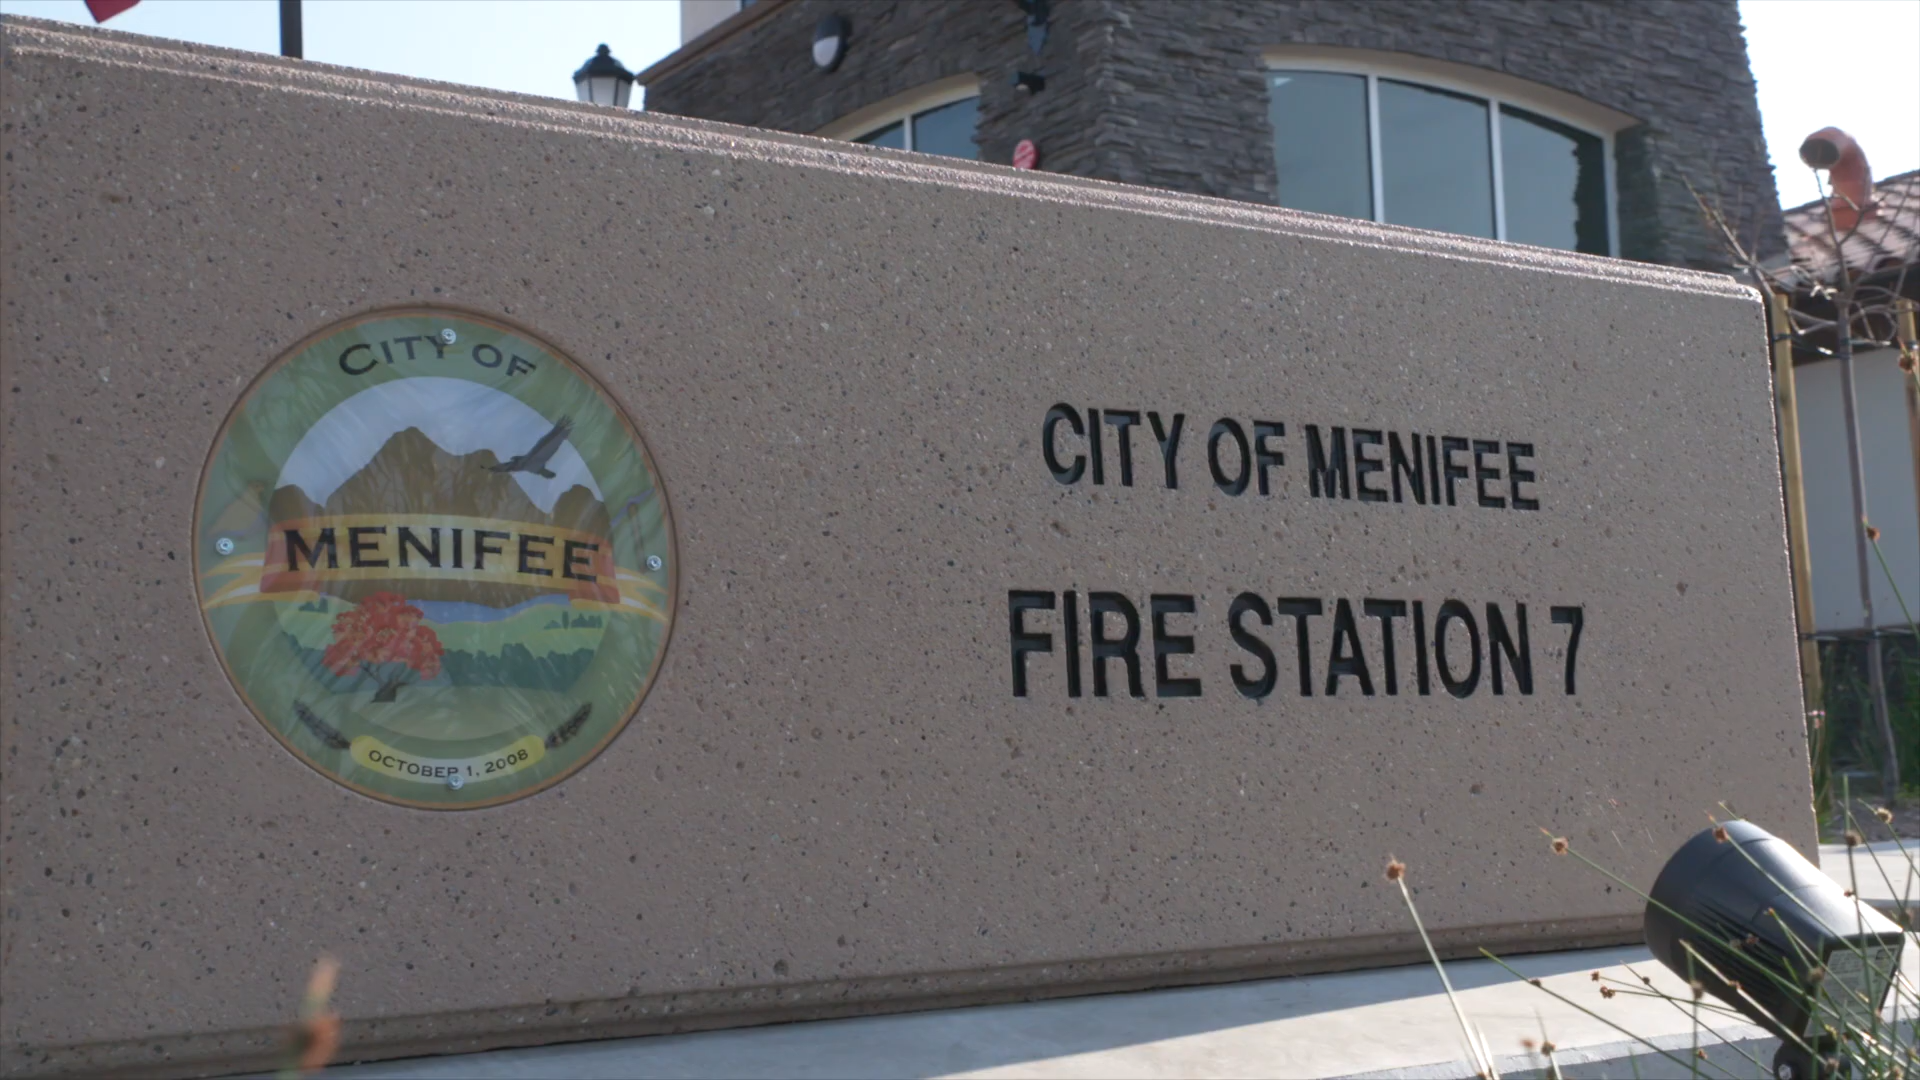 CITY OF
MENIFEE
OCTOBER 1, 2008
CITY OF MENIFEE
FIRE STATION 7